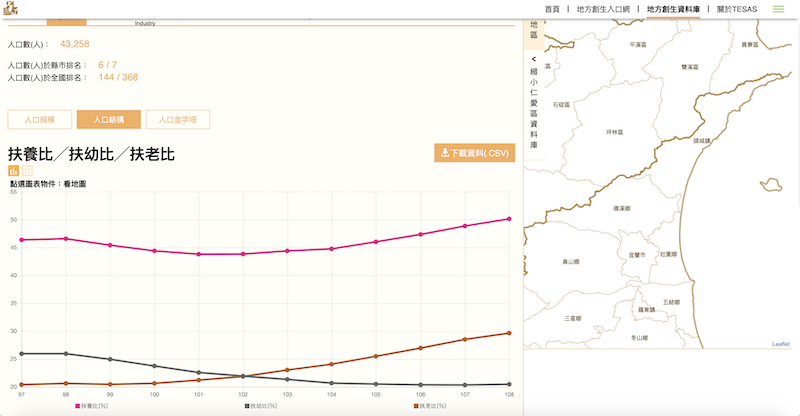 首頁 | 地方創生入口網 | 地方創生資料庫 | 關於TESAS
Industry
人口數(人)： 43,258
人口數(人)於縣市排名： 6 / 7
人口數(人)於全國排名： 144 / 368
人口規模 人口結構 人口金字塔
扶養比／扶幼比／扶老比
下載資料(.CSV)
點選圖表物件：看地圖
55
50
45
40
35
30
25
20
97 98 99 100 101 102 103 104 105 106 107 108
扶養比(%) 扶幼比(%) 扶老比(%)
地區
<
縮小仁愛區資料庫
區
平溪區
貢寮區
雙溪區
石碇區
坪林區
頭城鎮
礁溪鄉
宜蘭市
壯圍鄉
員山鄉
五結鄉
羅東鎮
三星鄉
冬山鄉
Leaflet